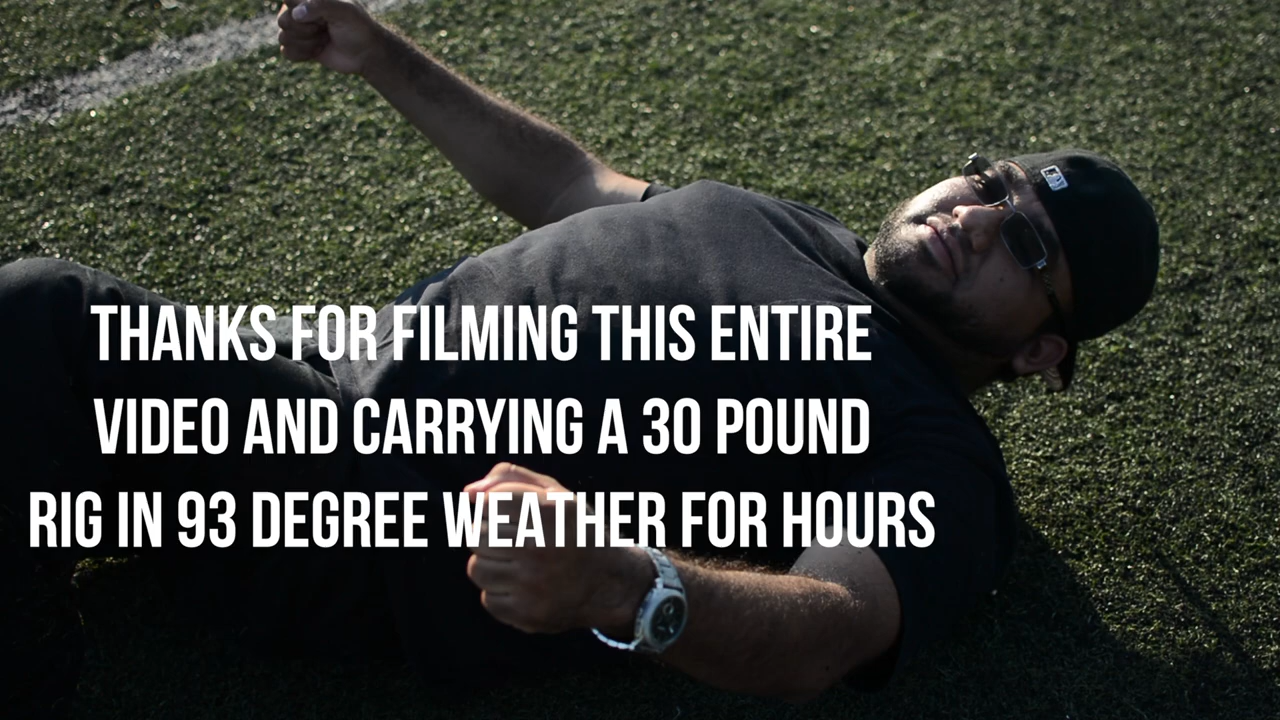 THANKS FOR FILMING THIS ENTIRE
VIDEO AND CARRYING A 30 POUND
RIG IN 93 DEGREE WEATHER FOR HOURS